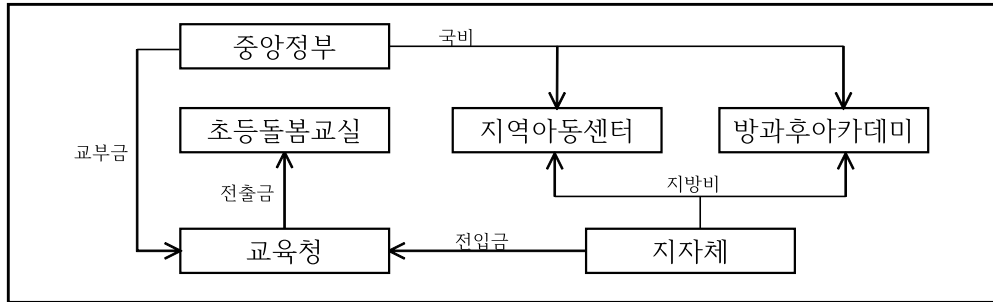 중앙정부
국비
초등돌봄교실
지역아동센터
방과후아카데미
교부금
전출금
지방비
교육청
전입금
지자체